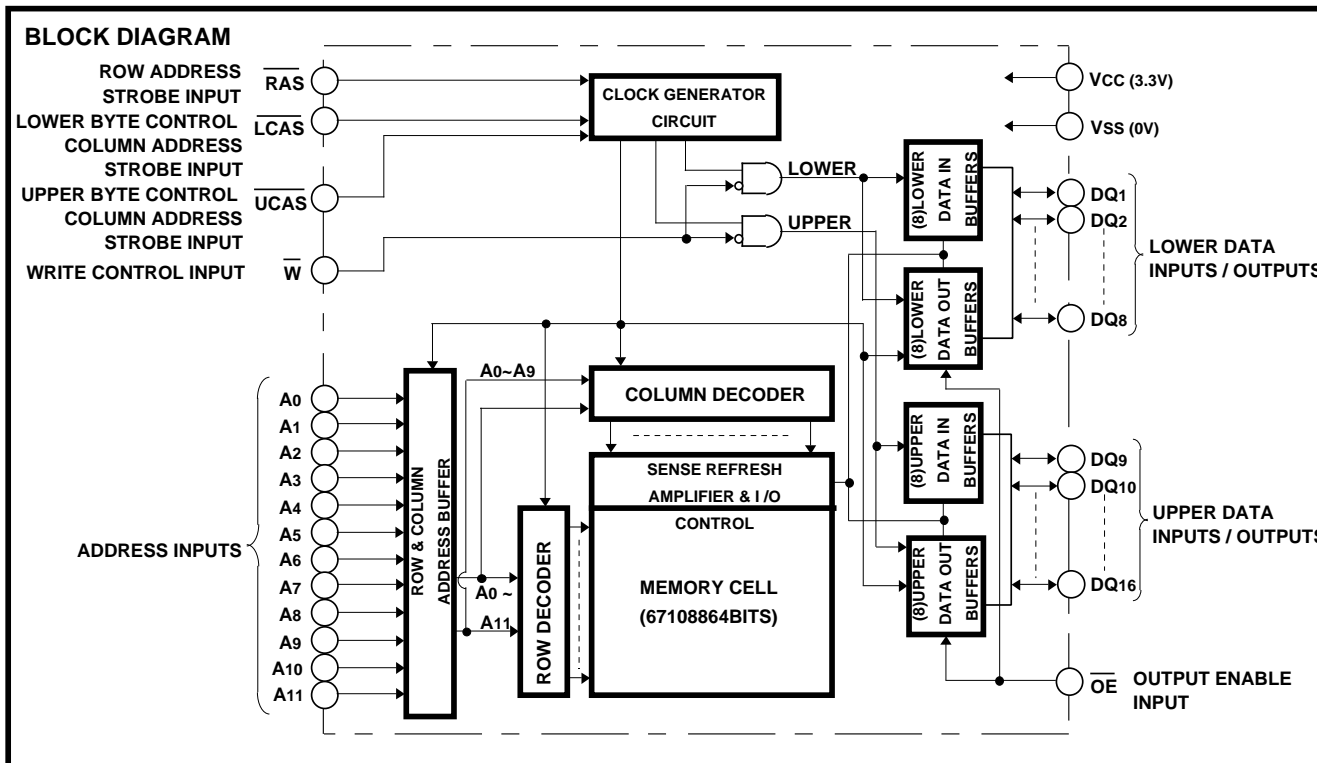 BLOCK DIAGRAM
ROW ADDRESS
STROBE INPUT
RAS
LOWER BYTE CONTROL
COLUMN ADDRESS
STROBE INPUT
LCAS
UPPER BYTE CONTROL
COLUMN ADDRESS
STROBE INPUT
UCAS
WRITE CONTROL INPUT
W
CLOCK GENERATOR
CIRCUIT
LOWER
UPPER
VCC (3.3V)
VSS (0V)
(8)LOWER
DATA IN
BUFFERS
(8)LOWER
DATA OUT
BUFFERS
DQ1
DQ2
DQ8
LOWER DATA
INPUTS / OUTPUTS
ADDRESS INPUTS
A0
A1
A2
A3
A4
A5
A6
A7
A8
A9
A10
A11
ROW & COLUMN
ADDRESS BUFFER
A0~A9
A0 ~
A11
COLUMN DECODER
ROW DECODER
SENSE REFRESH
AMPLIFIER & I /O
CONTROL
MEMORY CELL
(67108864BITS)
(8)UPPER
DATA IN
BUFFERS
(8)UPPER
DATA OUT
BUFFERS
DQ9
DQ10
DQ16
UPPER DATA
INPUTS / OUTPUTS
OE
OUTPUT ENABLE
INPUT